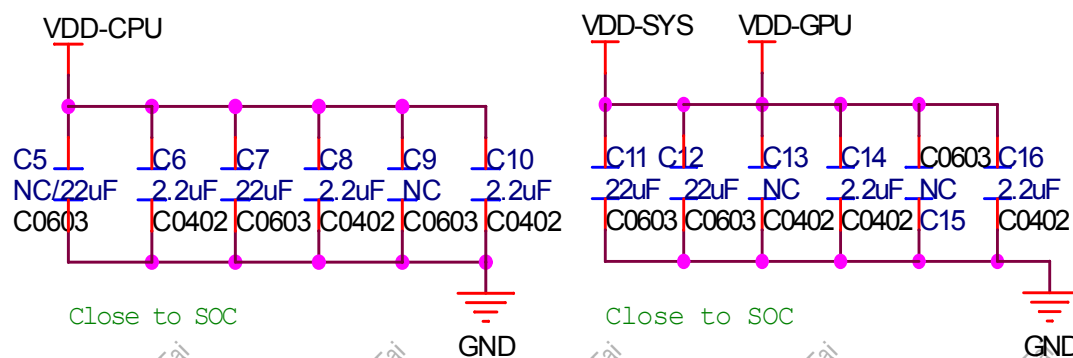 VDD-CPU
VDD-SYS VDD-GPU
C5 C6 C7 C8 C9 C10
NC/22uF 2.2uF 22uF 2.2uF NC 2.2uF
C0603 C0402 C0603 C0402 C0603 C0402
C11 C12 C13 C14 C0603 C16
22uF 22uF NC 2.2uF NC 2.2uF
C0603 C0603 C0402 C0402 C15 C0402
Close to SOC
GND
Close to SOC
GND